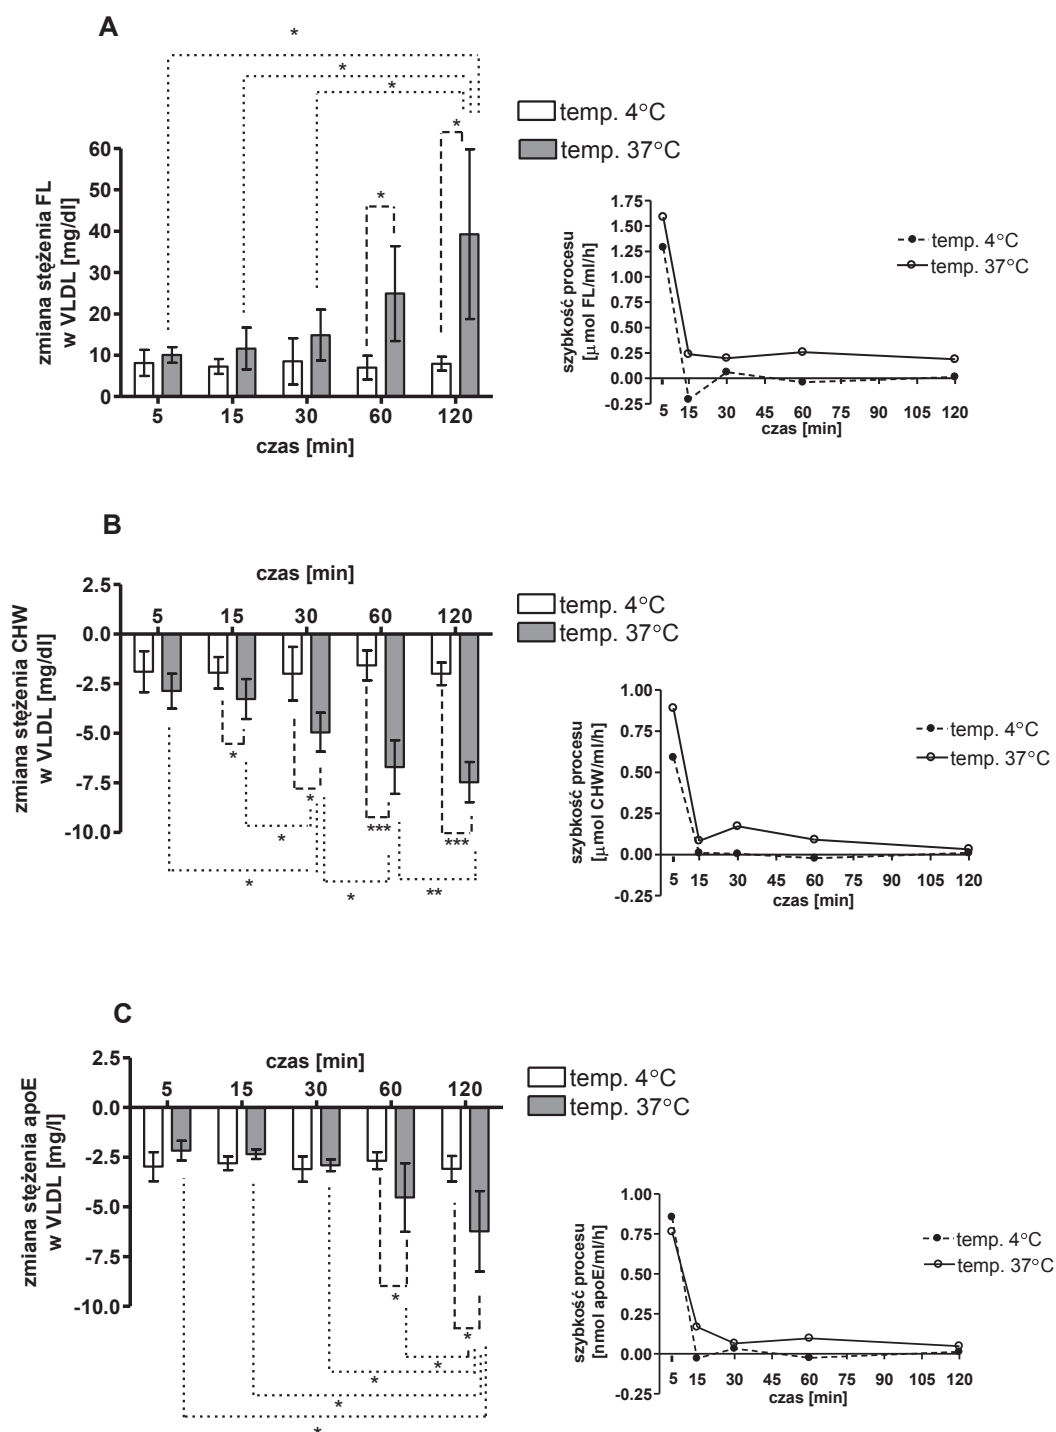 A
*
*
*
*
*
temp. 4°C
temp. 37°C
zmiana stężenia FL
w VLDL [mg/dl]
60
50
40
30
20
10
0
5 15 30 60 120
czas [min]
szybkość procesu
[µmol FL/ml/h]
1.75
1.50
1.25
1.00
0.75
0.50
0.25
0.00
-0.25
5 15 30 45 60 75 90 105 120
czas [min]
temp. 4°C
temp. 37°C
B
czas [min]
5 15 30 60 120
zmiana stężenia CHW
w VLDL [mg/dl]
2.5
0.0
-2.5
-5.0
-7.5
-10.0
*
*
***
***
*
*
*
**
temp. 4°C
temp. 37°C
szybkość procesu
[µmol CHW/ml/h]
1.00
0.75
0.50
0.25
0.00
-0.25
5 15 30 45 60 75 90 105 120
czas [min]
temp. 4°C
temp. 37°C
C
czas [min]
5 15 30 60 120
zmiana stężenia apoE
w VLDL [mg/l]
2.5
0.0
-2.5
-5.0
-7.5
-10.0
*
*
*
*
*
*
temp. 4°C
temp. 37°C
szybkość procesu
[nmol apoE/ml/h]
1.00
0.75
0.50
0.25
0.00
-0.25
5 15 30 45 60 75 90 105 120
czas [min]
temp. 4°C
temp. 37°C